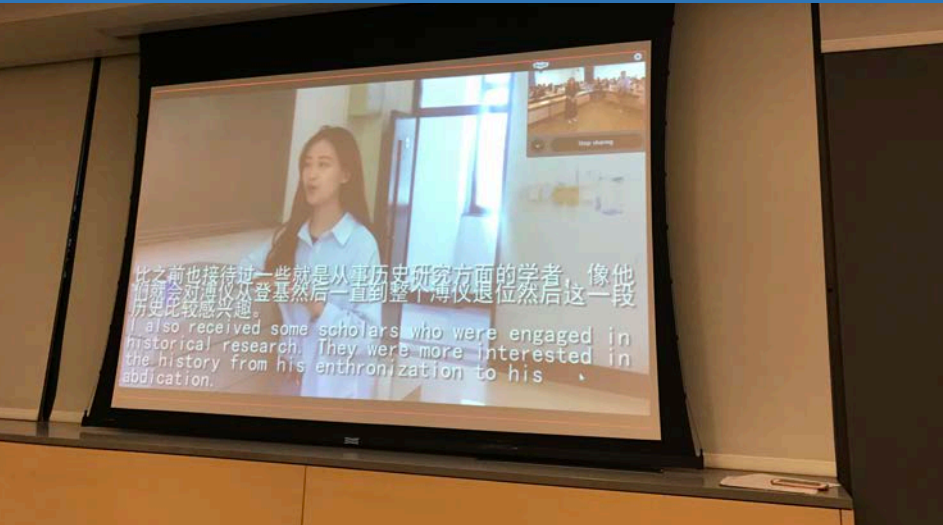 Stop sharing
比之前也接待过一些就是从事历史研究方面的学者，像他
们就会对溥仪从登基然后一直到整个溥仪退位然后这一段
历史比较感兴趣。
I also received some scholars who were engaged in
historical research. They were more interested in
the history from his enthronization to his
abdication.